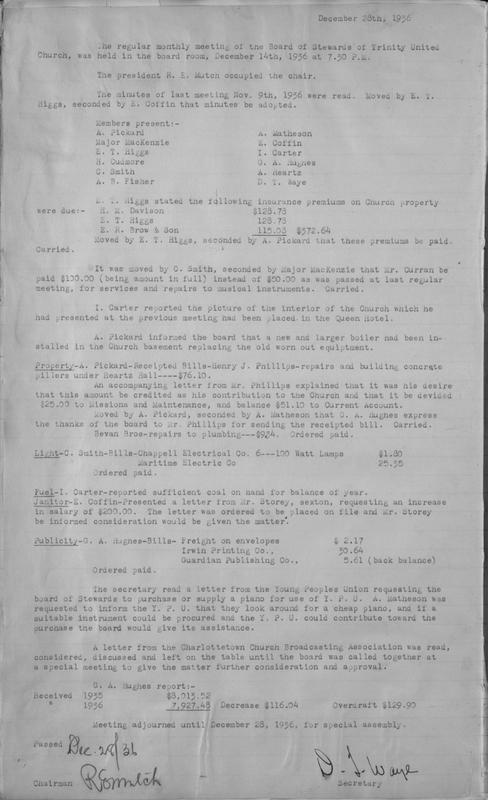 December 28th, 1936
The regular monthly meeting of the Board of Stewards of Trinity United
Church, was held in the board room, December 14th, 1936 at 7.30 P.M.
The president R. E. Mutch occupied the chair.
The minutes of last meeting Nov. 9th, 1936 were read. Moved by E. T.
Higgs, seconded by E. Coffin that minutes be adopted.
Members present:-
A. Pickard A. Matheson
Major MacKenzie E. Coffin
E. T. Higgs I. Carter
H. Cudmore G. A. Hughes
C. Smith A. Heartz
A. B. Fisher D. T. Waye
E. T. Higgs stated the following insurance premiums on Church property
were due:- H. M. Davison $128.73
E. T. Higgs 128.73
E. R. Brow & Son 115.03 $372.64
Moved by E. T. Higgs, seconded by A. Pickard that these premiums be paid.
Carried.
It was moved by C. Smith, seconded by Major MacKenzie that Mr. Curran be
paid $100.00 (being amount in full) instead of $50.00 as was passed at last regular
meeting, for services and repairs to musical instruments. Carried.
I. Carter reported the picture of the interior of the Church which he
had presented at the previous meeting had been placed in the Queen Hotel.
A. Pickard informed the board that a new and larger boiler had been in-
stalled in the Church basement replacing the old worn out equiptment.
Property-A. Pickard-Receipted Bills-Henry J. Phillips-repairs and building concrete
pillers under Heartz Hall----$76.10.
An accompanying letter from Mr. Phillips explained that it was his desire
that this amount be credited as his contribution to the Church and that it be devided
$25.00 to Missions and Maintenance, and balance $51.10 to Current Account.
Moved by A. Pickard, seconded by A. Matheson that G. A. Hughes express
the thanks of the board to Mr. Phillips for sending the receipted bill. Carried.
Bevan Bros-repairs to plumbing---$934. Ordered paid.
Light-C. Smith-Bills-Chappell Electrical Co. 6---100 Watt Lamps $1.80
Maritime Electric Co 25.35
Ordered paid.
Fuel-I. Carter-reported sufficient coal on hand for balance of year.
Janitor-E. Coffin-Presented a letter from Mr. Storey, sexton, requesting an increase
in salary of $200.00. The letter was ordered to be placed on file and Mr. Storey
be informed consideration would be given the matter.
Publicity-G. A. Hughes-Bills- Freight on envelopes $ 2.17
Irwin Printing Co., 30.64
Guardian Publishing Co., 5.61 (back balance)
Ordered paid.
The secretary read a letter from the Young Peoples Union requesting the
board of Stewards to purchase or supply a piano for use of Y. P. U. A. Matheson was
requested to inform the Y. P. U. that they look around for a cheap piano, and if a
suitable instrument could be procured and the Y. P. U. could contribute toward the
purchase the board would give its assistance.
A letter from the Charlottetown Church Broadcasting Association was read,
considered, discussed and left on the table until the board was called together at
a special meeting to give the matter further consideration and approval.
G. A. Hughes report:-
Received 1935 $8,013.52
" 1936 7,927.48 Decrease $116.04 Overdraft $129.90
Meeting adjourned until December 28, 1936, for special assembly.
Passed Dec. 28/36
Chairman R E Mutch D. T. Waye
Secretary